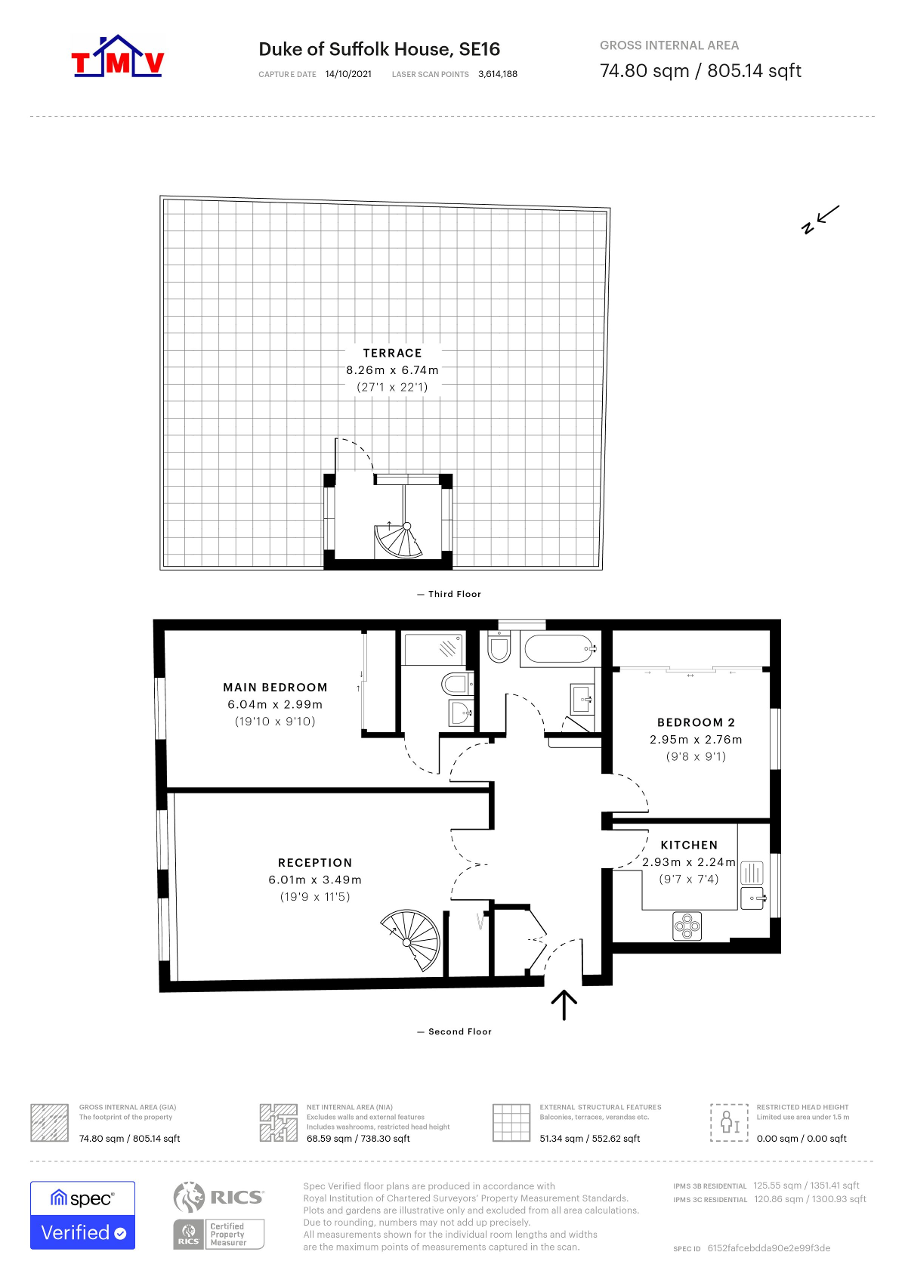 TMV
Duke of Suffolk House, SE16
CAPTURE DATE 14/10/2021 LASER SCAN POINTS 3,614,188
GROSS INTERNAL AREA
74.80 sqm / 805.14 sqft
N
TERRACE
8.26m x 6.74m
(27'1 x 22'1)
— Third Floor
MAIN BEDROOM
6.04m x 2.99m
(19'10 x 9'10)
BEDROOM 2
2.95m x 2.76m
(9'8 x 9'1)
KITCHEN
2.93m x 2.24m
(9'7 x 7'4)
RECEPTION
6.01m x 3.49m
(19'9 x 11'5)
— Second Floor
GROSS INTERNAL AREA (GIA)
The footprint of the property
74.80 sqm / 805.14 sqft
NET INTERNAL AREA (NIA)
Excludes walls and external features
Includes washrooms, restricted head height
68.59 sqm / 738.30 sqft
EXTERNAL STRUCTURAL FEATURES
Balconies, terraces, verandas etc.
51.34 sqm / 552.62 sqft
RESTRICTED HEAD HEIGHT
Limited use area under 1.5 m
0.00 sqm / 0.00 sqft
spec®
Verified
RICS
RICS
Certified
Property
Measurer
Spec Verified floor plans are produced in accordance with
Royal Institution of Chartered Surveyors' Property Measurement Standards.
Plots and gardens are illustrative only and excluded from all area calculations.
Due to rounding, numbers may not add up precisely.
All measurements shown for the individual room lengths and widths
are the maximum points of measurements captured in the scan.
IPMS 3B RESIDENTIAL 125.55 sqm / 1351.41 sqft
IPMS 3C RESIDENTIAL 120.86 sqm / 1300.93 sqft
SPEC ID 6152fafcebdda90e2e99f3de